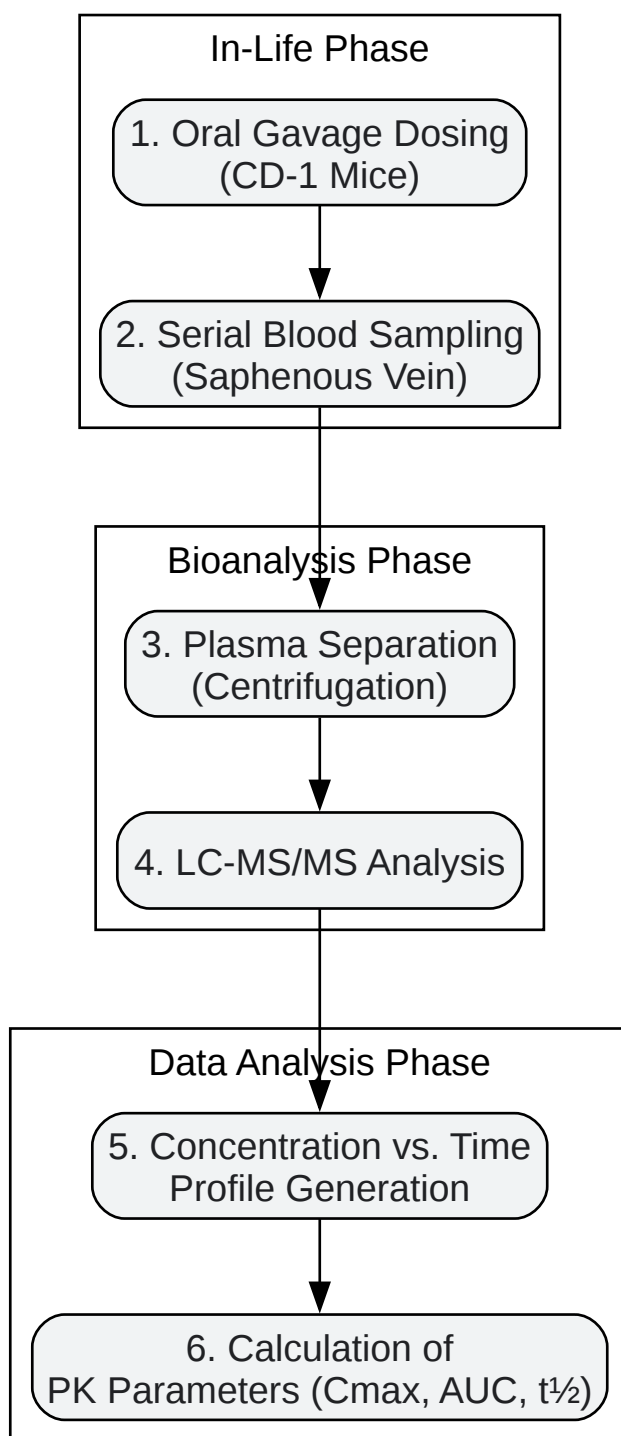 In-Life Phase
1. Oral Gavage Dosing
(CD-1 Mice)
2. Serial Blood Sampling
(Saphenous Vein)
Bioanalysis Phase
3. Plasma Separation
(Centrifugation)
4. LC-MS/MS Analysis
Data Analysis Phase
5. Concentration vs. Time
Profile Generation
6. Calculation of
PK Parameters (Cmax, AUC, t½)